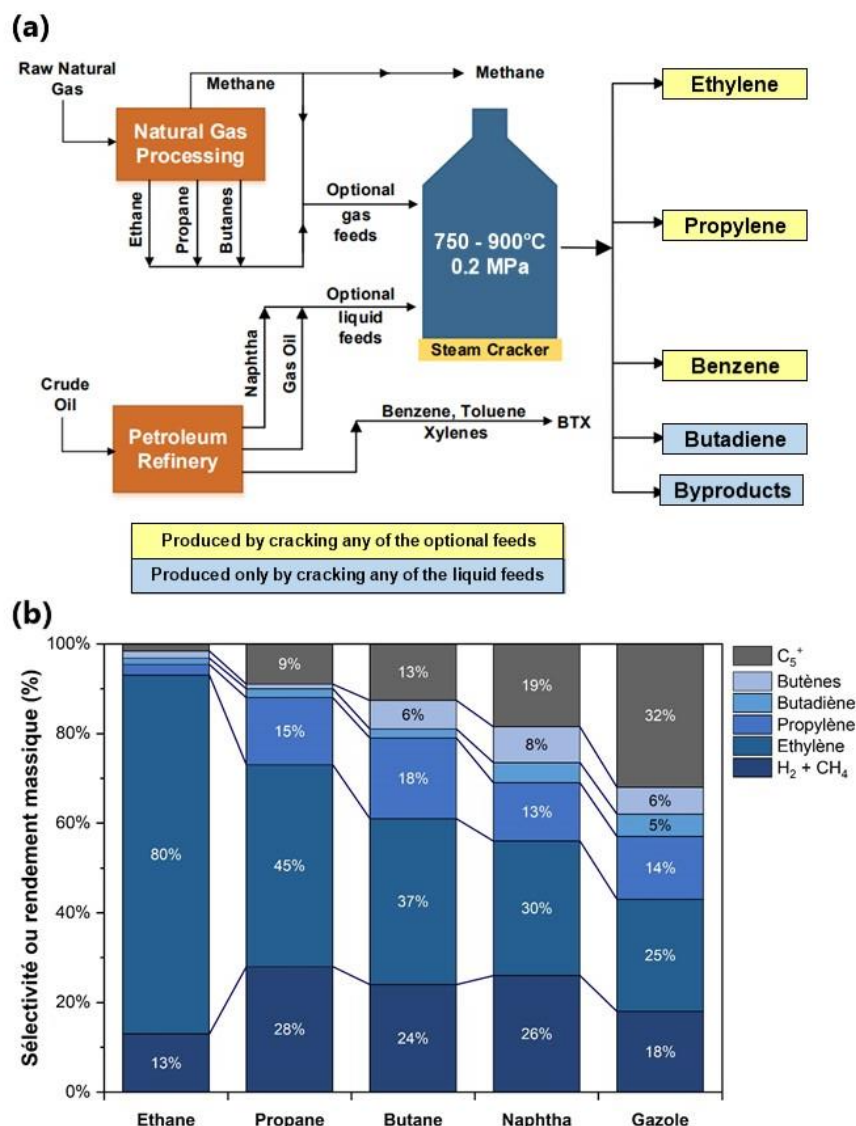 (a)
Raw Natural
Gas
Methane
Methane
Natural Gas
Processing
Ethane
Propane
Butanes
Optional
gas
feeds
750 - 900°C
0.2 MPa
Optional
liquid
feeds
Naphtha
Gas Oil
Steam Cracker
Crude
Oil
Petroleum
Refinery
Benzene, Toluene
Xylenes
BTX
Ethylene
Propylene
Benzene
Butadiene
Byproducts
Produced by cracking any of the optional feeds
Produced only by cracking any of the liquid feeds
(b)
Sélectivité ou rendement massique (%)
100%
80%
60%
40%
20%
0%
80%
13%
9%
15%
45%
28%
13%
6%
18%
37%
24%
19%
8%
13%
30%
26%
32%
6%
5%
14%
25%
18%
Ethane
Propane
Butane
Naphtha
Gazole
C₅⁺
Butènes
Butadiène
Propylène
Ethylène
H₂ + CH₄